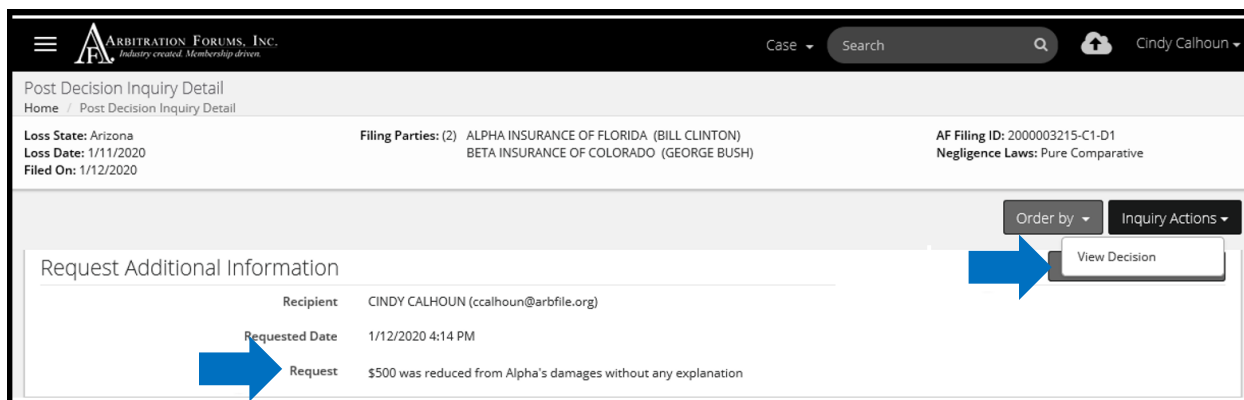 ARBITRATION FORUMS, INC.
Industry created. Membership driven.
Case
Search
Cindy Calhoun
Post Decision Inquiry Detail
Home / Post Decision Inquiry Detail
Loss State: Arizona
Loss Date: 1/11/2020
Filed On: 1/12/2020
Filing Parties: (2) ALPHA INSURANCE OF FLORIDA (BILL CLINTON)
BETA INSURANCE OF COLORADO (GEORGE BUSH)
AF Filing ID: 2000003215-C1-D1
Negligence Laws: Pure Comparative
Order by
Inquiry Actions
View Decision
Request Additional Information
Recipient CINDY CALHOUN (ccalhoun@arbfile.org)
Requested Date 1/12/2020 4:14 PM
Request $500 was reduced from Alpha's damages without any explanation